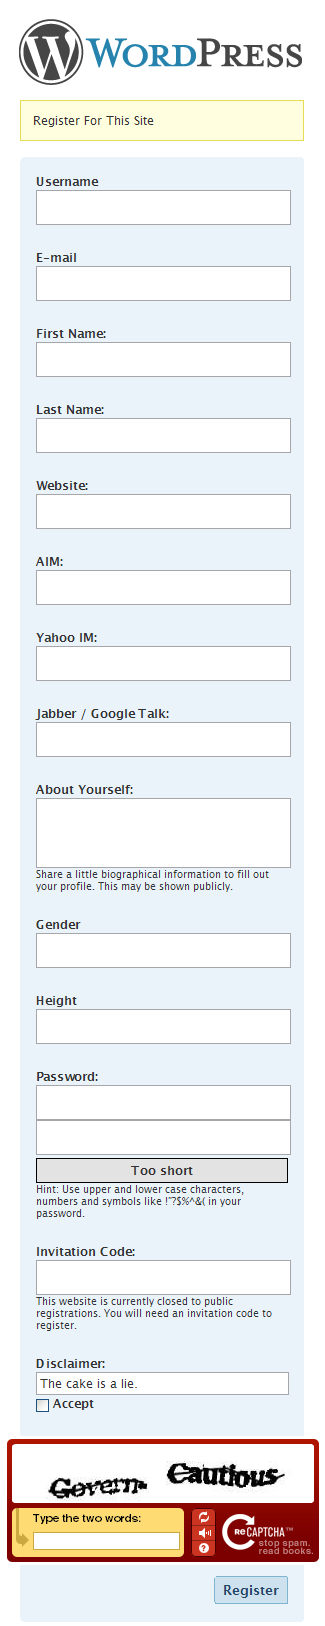 WORDPRESS
Register For This Site
Username
E-mail
First Name:
Last Name:
Website:
AIM:
Yahoo IM:
Jabber / Google Talk:
About Yourself:
Share a little biographical information to fill out
your profile. This may be shown publicly.
Gender
Height
Password:
Too short
Hint: Use upper and lower case characters,
numbers and symbols like !"?$%^&( in your
password.
Invitation Code:
This website is currently closed to public
registrations. You will need an invitation code to
register.
Disclaimer:
The cake is a lie.
Accept
Govern- Cautious
Type the two words:
reCAPTCHA™
stop spam.
read books.
Register